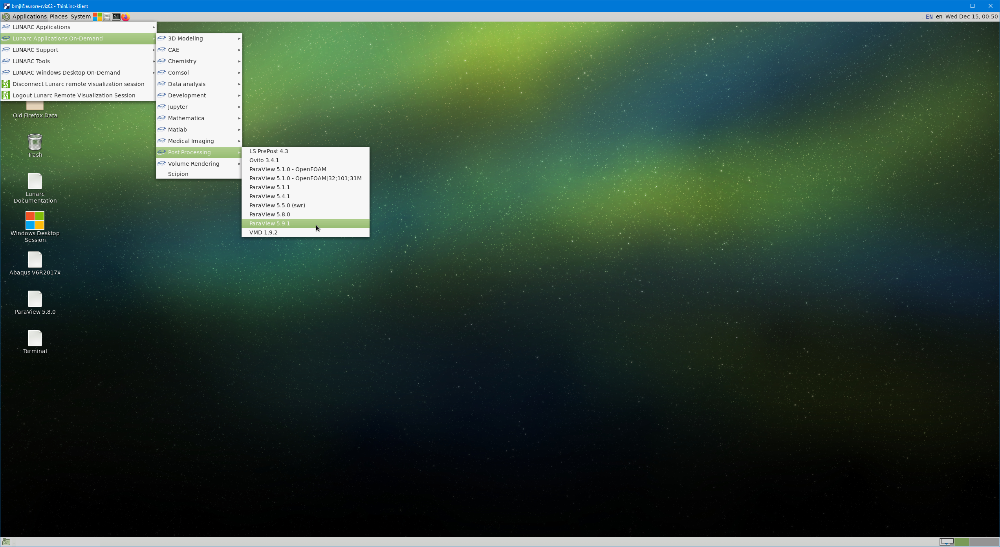 bmjl@aurora-rviz02 - ThinLinc-klient
Applications Places System
EN en Wed Dec 15, 00:50
LUNARC Applications
Lunarc Applications On-Demand
LUNARC Support
LUNARC Tools
LUNARC Windows Desktop On-Demand
Disconnect Lunarc remote visualization session
Logout Lunarc Remote Visualization Session
3D Modeling
CAE
Chemistry
Comsol
Data analysis
Development
Jupyter
Mathematica
Matlab
Medical Imaging
Post Processing
Volume Rendering
Scipion
LS PrePost 4.3
Ovito 3.4.1
ParaView 5.1.0 - OpenFOAM
ParaView 5.1.0 - OpenFOAM[32;101;31M
ParaView 5.1.1
ParaView 5.4.1
ParaView 5.5.0 (swr)
ParaView 5.8.0
ParaView 5.9.1
VMD 1.9.2
Old Firefox Data
Trash
Lunarc
Documentation
Windows Desktop
Session
Abaqus V6R2017x
ParaView 5.8.0
Terminal